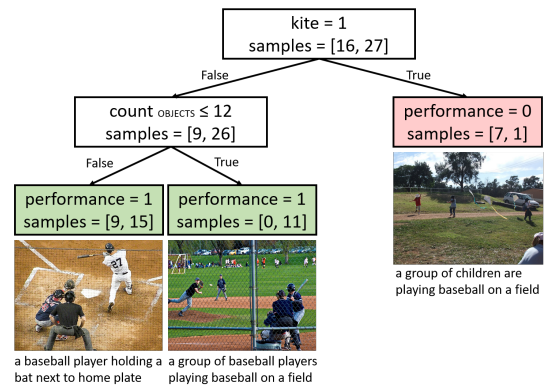 kite = 1
samples = [16, 27]
False
True
count OBJECTS ≤ 12
samples = [9, 26]
performance = 0
samples = [7, 1]
False
True
performance = 1
samples = [9, 15]
performance = 1
samples = [0, 11]
27
a group of children are
playing baseball on a field
a baseball player holding a
bat next to home plate
a group of baseball players
playing baseball on a field